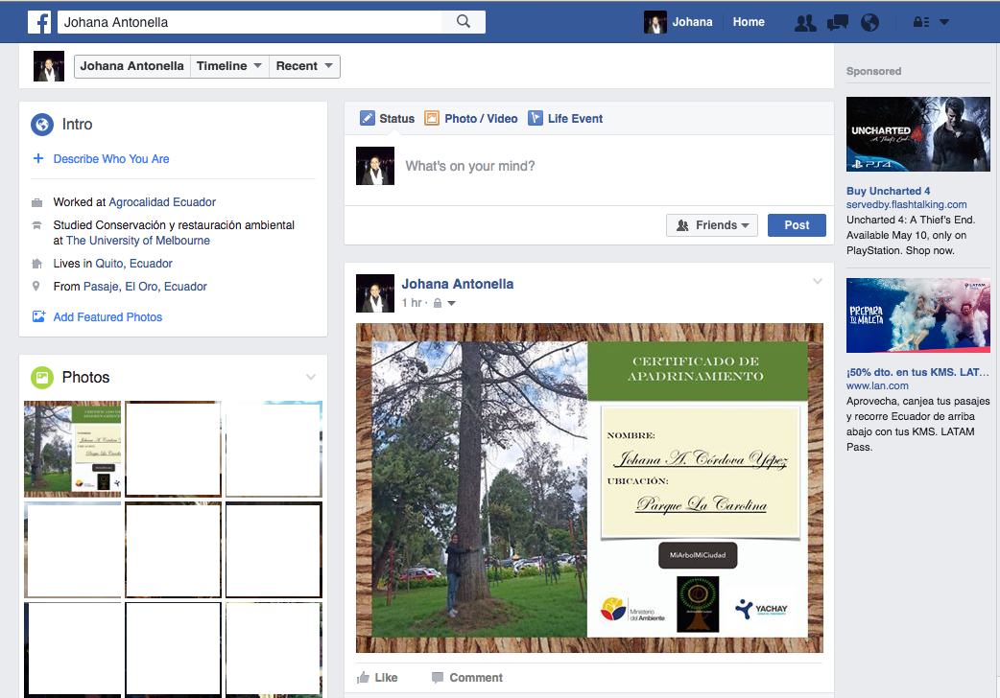 Johana Antonella
Johana
Home
Johana Antonella
Timeline
Recent
Intro
Describe Who You Are
Worked at Agrocalidad Ecuador
Studied Conservación y restauración ambiental
at The University of Melbourne
Lives in Quito, Ecuador
From Pasaje, El Oro, Ecuador
Add Featured Photos
Photos
Status
Photo / Video
Life Event
What's on your mind?
Friends
Post
Johana Antonella
1 hr ·
CERTIFICADO DE
APADRINAMIENTO
NOMBRE:
Johana A. Córdova Yépez
UBICACIÓN:
Parque La Carolina
MiArbolMiCiudad
Ministerio
del Ambiente
YACHAY
Like
Comment
Sponsored
UNCHARTED 4
A Thief's End
PS4
Buy Uncharted 4
servedby.flashtalking.com
Uncharted 4: A Thief's End.
Available May 10, only on
PlayStation. Shop now.
LATAM
PREPARA
TU MALETA
¡50% dto. en tus KMS. LAT...
www.lan.com
Aprovecha, canjea tus pasajes
y recorre Ecuador de arriba
abajo con tus KMS. LATAM
Pass.